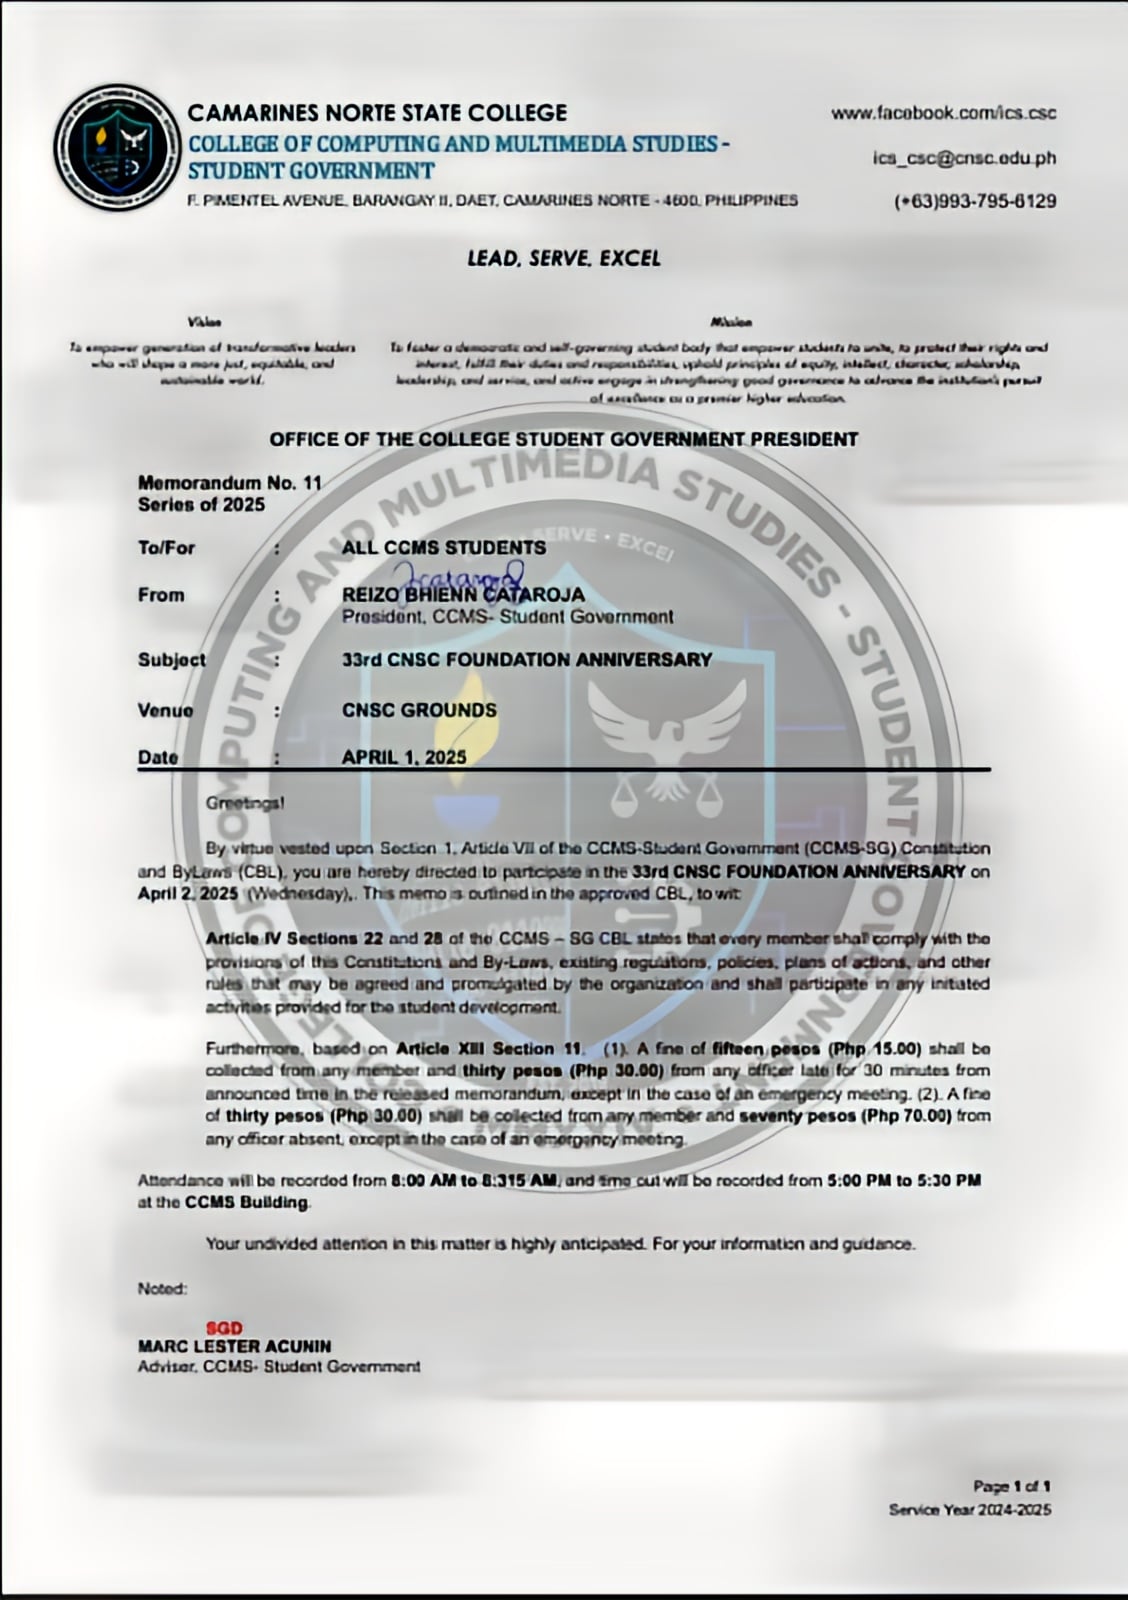 CAMARINES NORTE STATE COLLEGE
COLLEGE OF COMPUTING AND MULTIMEDIA STUDIES -
STUDENT GOVERNMENT
F. PIMENTEL AVENUE, BARANGAY II, DAET, CAMARINES NORTE - 4600, PHILIPPINES
www.facebook.com/ics.csc
ics_csc@cnsc.edu.ph
(+63)993-795-6129
LEAD, SERVE, EXCEL
Vision
To empower generation of transformative leaders
who will shape a more just, equitable, and
sustainable world.
Mission
To foster a democratic and self-governing student body that empower students to unite, to protect their rights and
interest, fulfill their duties and responsibilities, uphold principles of equity, intellect, character, scholarship,
leadership, and service, and active engage in strengthening good governance to advance the institution's pursuit
of excellence as a premier higher education.
OFFICE OF THE COLLEGE STUDENT GOVERNMENT PRESIDENT
Memorandum No. 11
Series of 2025
To/For : ALL CCMS STUDENTS
From : REIZO BHIENN CATAROJA
President, CCMS- Student Government
Subject : 33rd CNSC FOUNDATION ANNIVERSARY
Venue : CNSC GROUNDS
Date : APRIL 1, 2025
Greetings!
By virtue vested upon Section 1, Article VII of the CCMS-Student Government (CCMS-SG) Constitution
and ByLaws (CBL), you are hereby directed to participate in the 33rd CNSC FOUNDATION ANNIVERSARY on
April 2, 2025 (Wednesday),. This memo is outlined in the approved CBL, to wit:
Article IV Sections 22 and 28 of the CCMS – SG CBL states that every member shall comply with the
provisions of this Constitutions and By-Laws, existing regulations, policies, plans of actions, and other
rules that may be agreed and promulgated by the organization and shall participate in any initiated
activities provided for the student development.
Furthermore, based on Article XIII Section 11, (1). A fine of fifteen pesos (Php 15.00) shall be
collected from any member and thirty pesos (Php 30.00) from any officer late for 30 minutes from
announced time in the released memorandum, except in the case of an emergency meeting. (2). A fine
of thirty pesos (Php 30.00) shall be collected from any member and seventy pesos (Php 70.00) from
any officer absent, except in the case of an emergency meeting.
Attendance will be recorded from 8:00 AM to 8:315 AM, and time out will be recorded from 5:00 PM to 5:30 PM
at the CCMS Building.
Your undivided attention in this matter is highly anticipated. For your information and guidance.
Noted:
SGD
MARC LESTER ACUNIN
Adviser, CCMS- Student Government
Page 1 of 1
Service Year 2024-2025